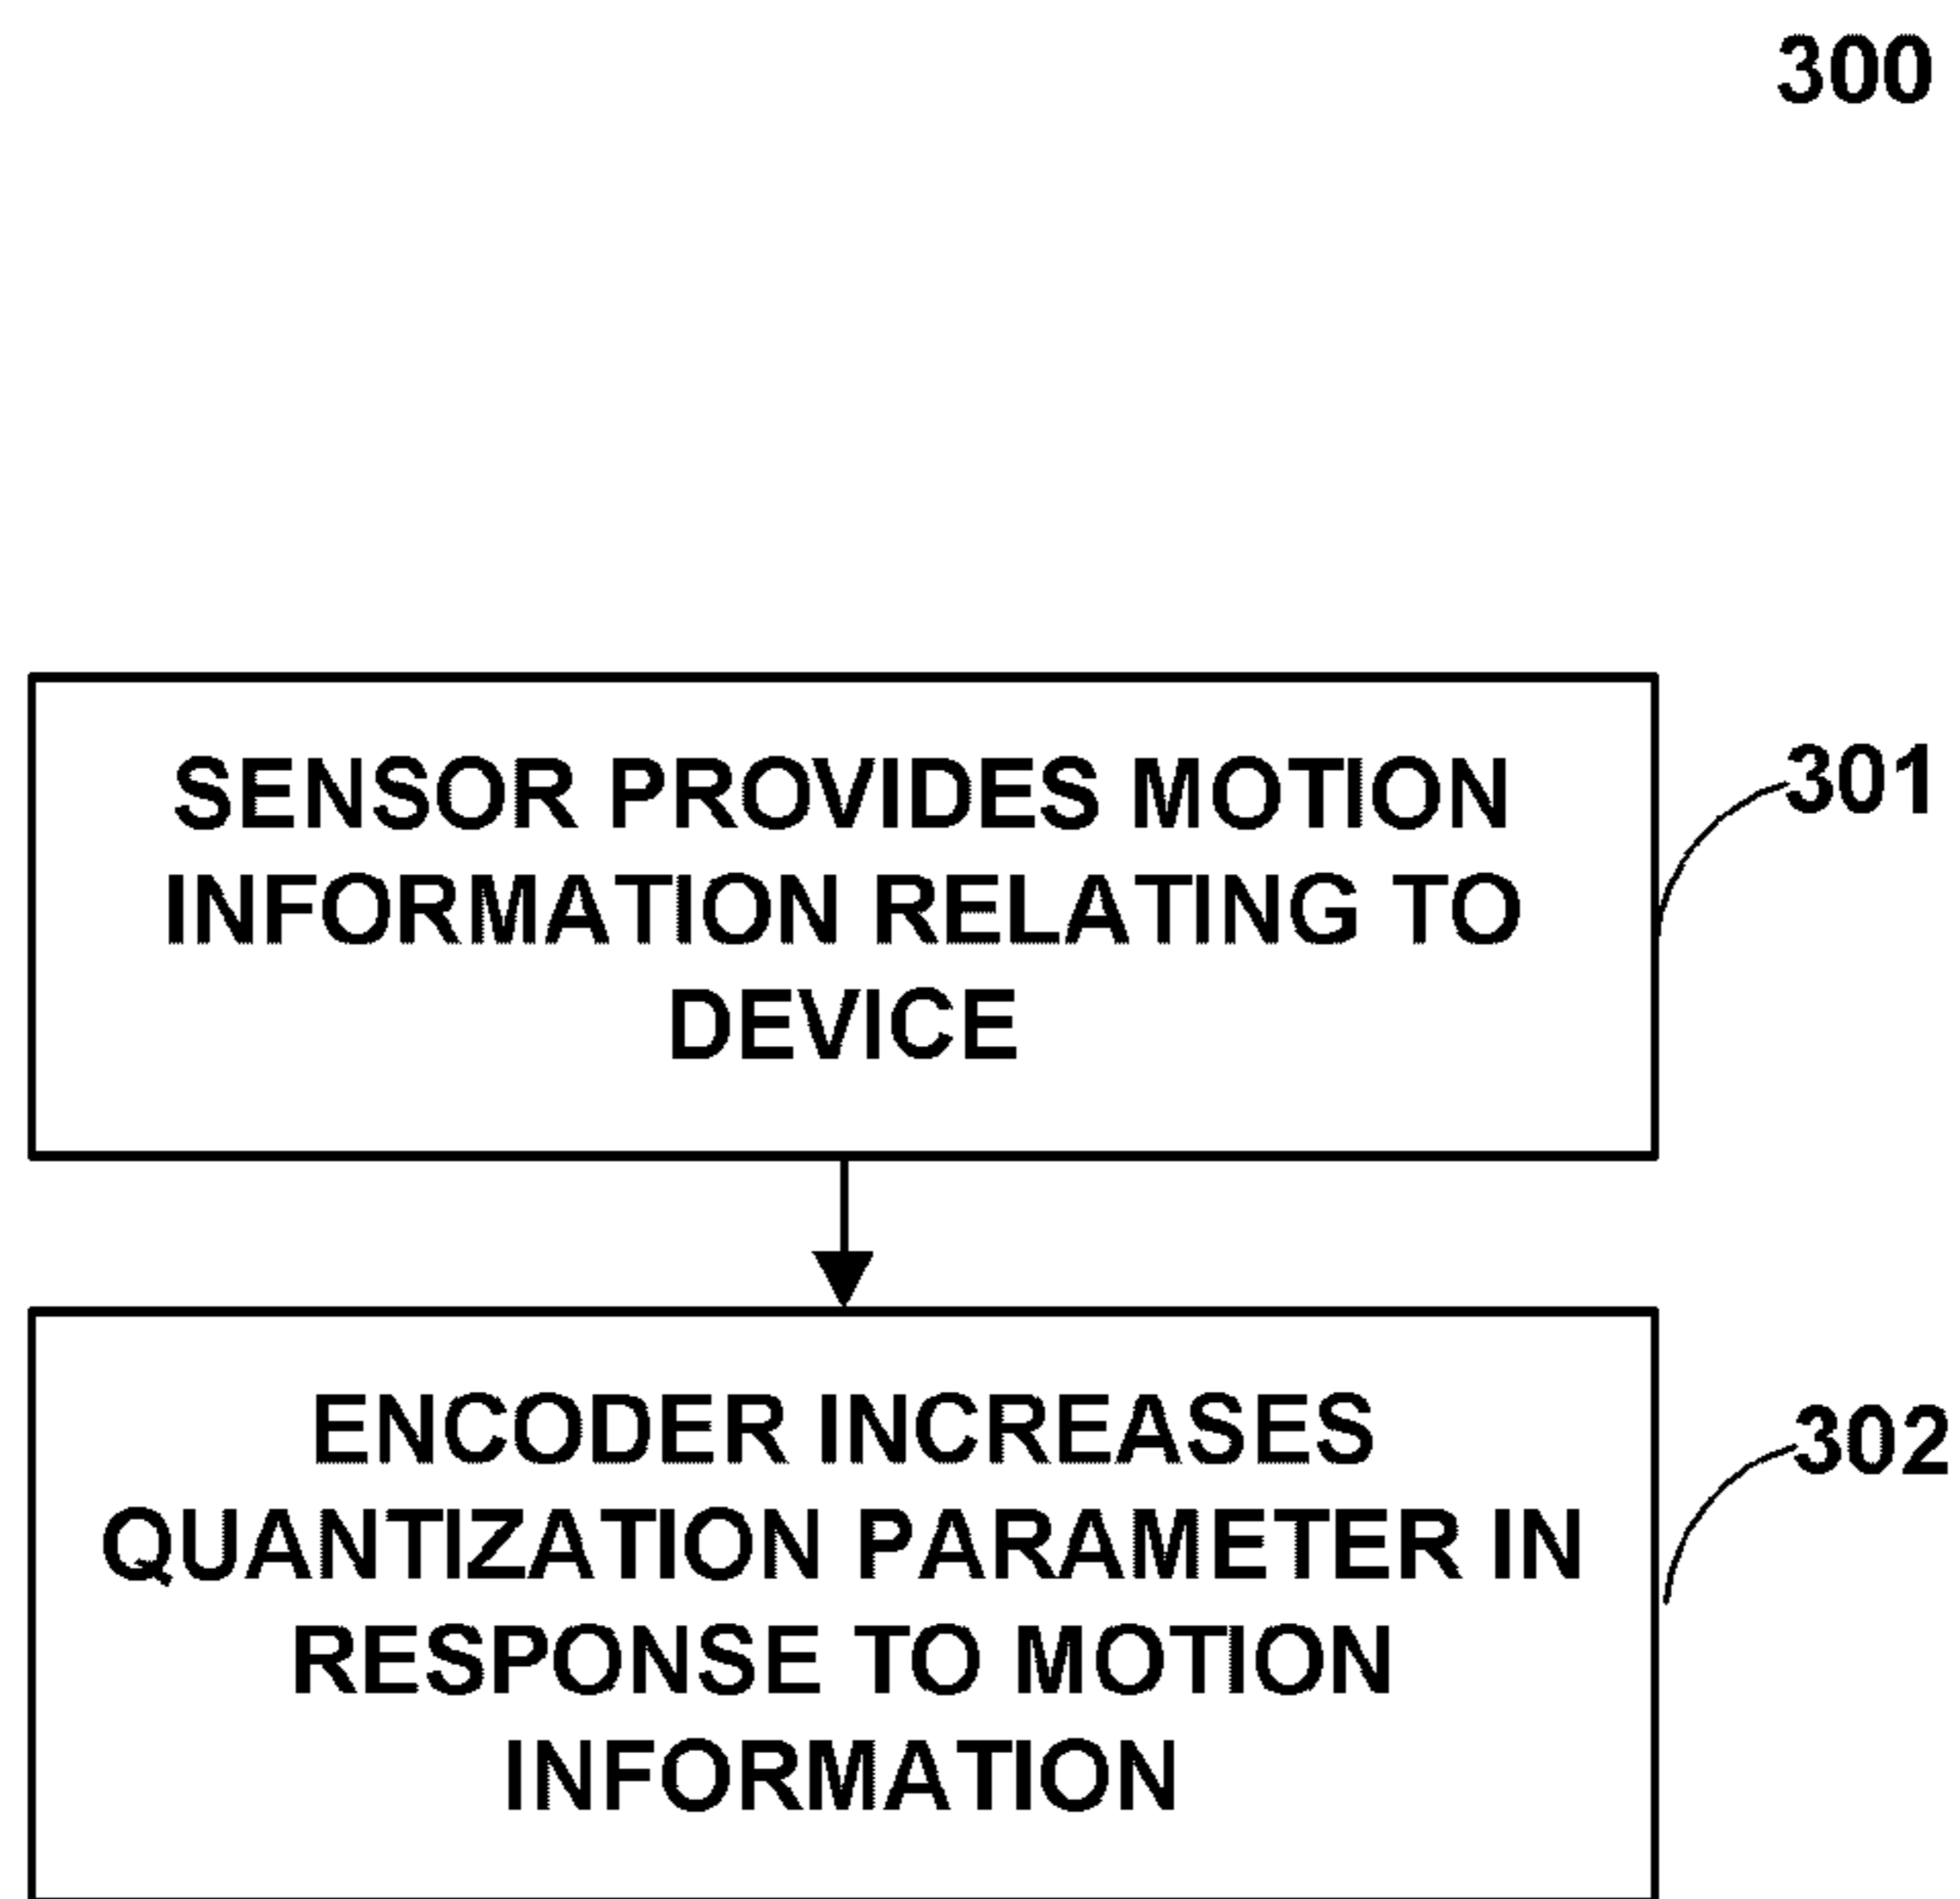 300
SENSOR PROVIDES MOTION
301
INFORMATION RELATING TO
DEVICE
ENCODER INCREASES
302
QUANTIZATION PARAMETER IN
RESPONSE TO MOTION
INFORMATION